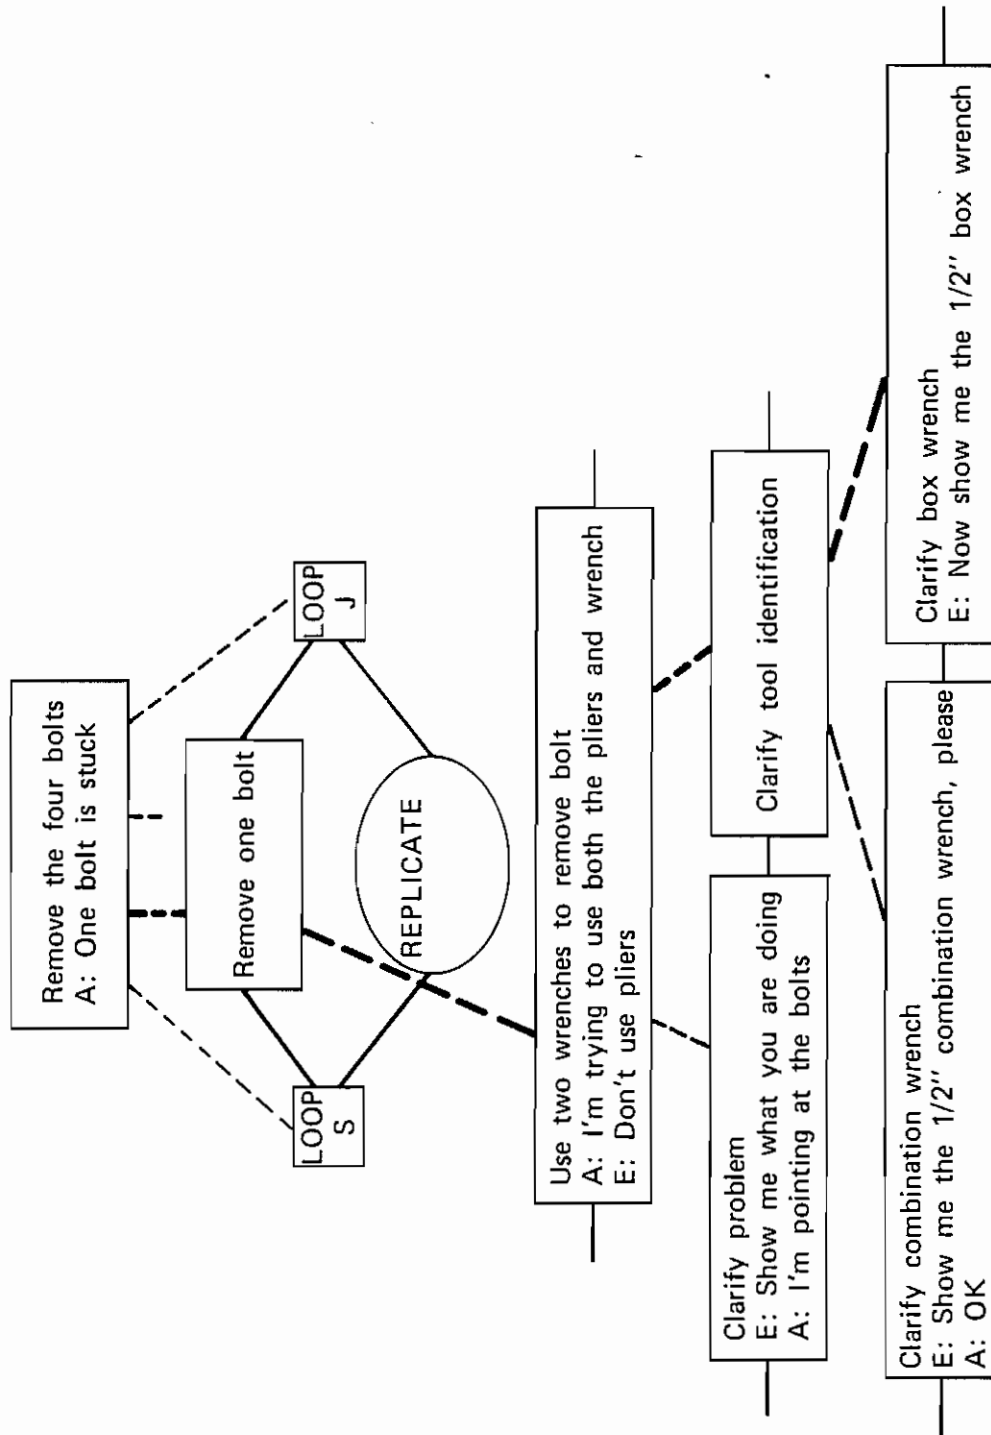 Remove the four bolts
A: One bolt is stuck
Remove one bolt
LOOP
S
LOOP
J
REPLICATE
Use two wrenches to remove bolt
A: I'm trying to use both the pliers and wrench
E: Don't use pliers
Clarify problem
E: Show me what you are doing
A: I'm pointing at the bolts
Clarify tool identification
Clarify combination wrench
E: Show me the 1/2" combination wrench, please
A: OK
Clarify box wrench
E: Now show me the 1/2" box wrench